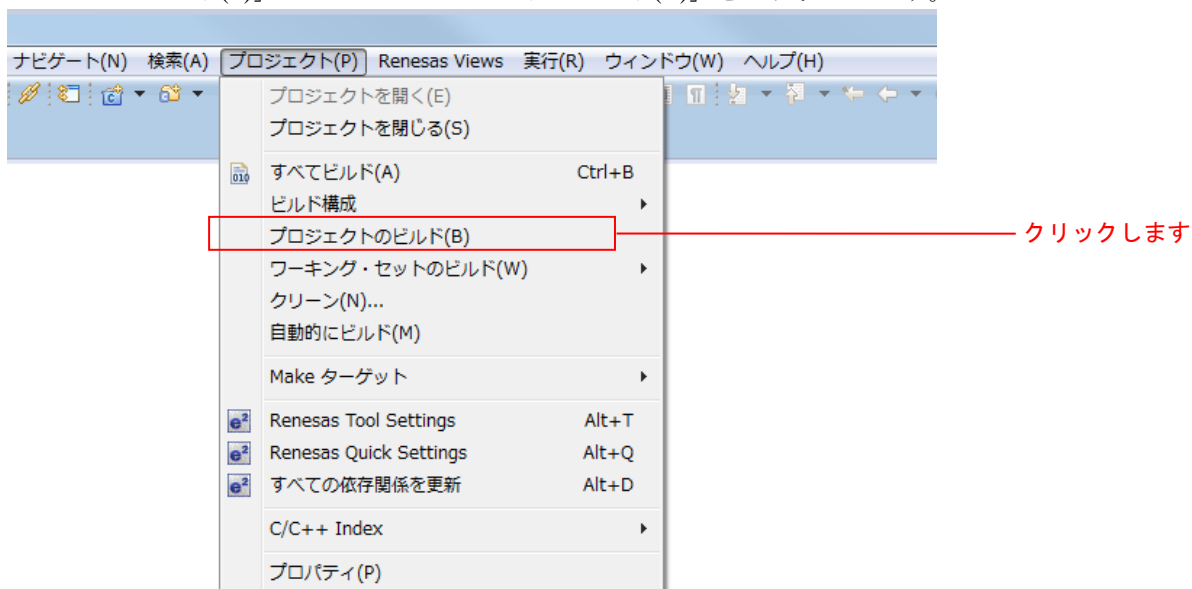 ナビゲート(N) 検索(A) プロジェクト(P) Renesas Views 実行(R) ウィンドウ(W) ヘルプ(H)
プロジェクトを開く(E)
プロジェクトを閉じる(S)
すべてビルド(A) Ctrl+B
ビルド構成
プロジェクトのビルド(B)
クリックします
ワーキング・セットのビルド(W)
クリーン(N)...
自動的にビルド(M)
Make ターゲット
Renesas Tool Settings Alt+T
Renesas Quick Settings Alt+Q
すべての依存関係を更新 Alt+D
C/C++ Index
プロパティ(P)